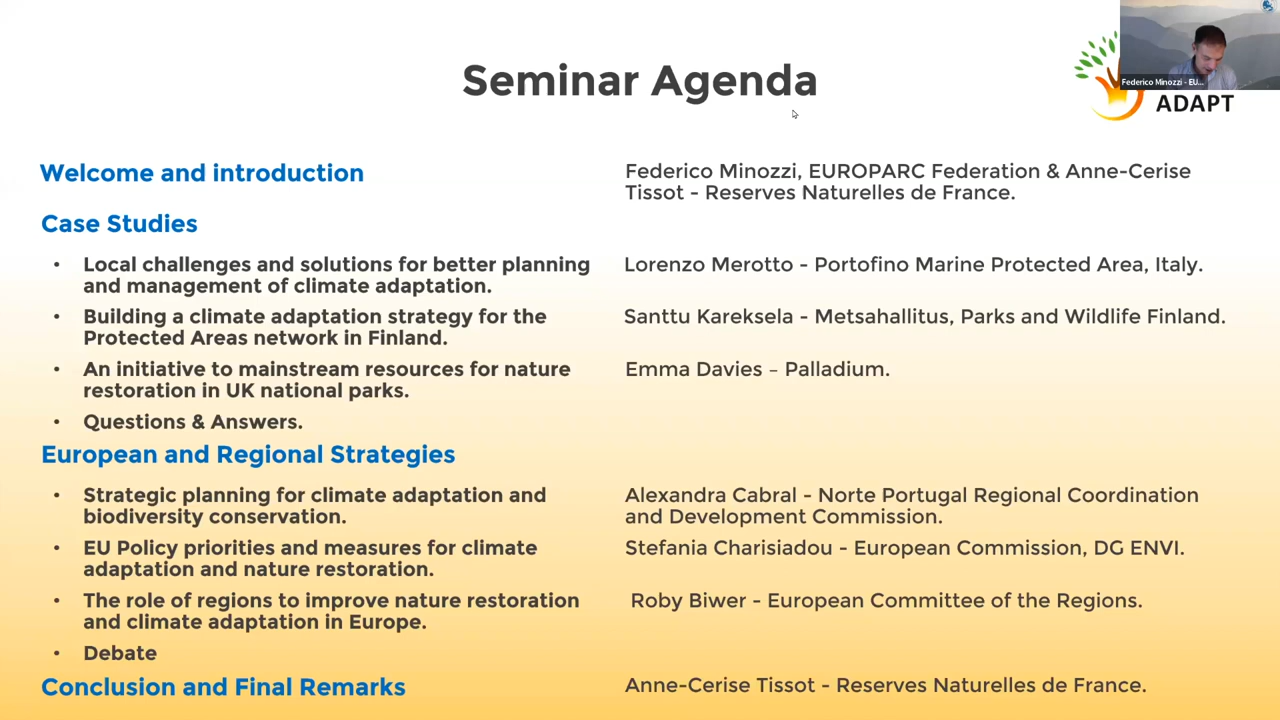 Seminar Agenda
Federico Minozzi - EU...
ADAPT
Welcome and introduction
Federico Minozzi, EUROPARC Federation & Anne-Cerise
Tissot - Reserves Naturelles de France.
Case Studies
• Local challenges and solutions for better planning
and management of climate adaptation.
Lorenzo Merotto - Portofino Marine Protected Area, Italy.
• Building a climate adaptation strategy for the
Protected Areas network in Finland.
Santtu Kareksela - Metsahallitus, Parks and Wildlife Finland.
• An initiative to mainstream resources for nature
restoration in UK national parks.
Emma Davies – Palladium.
• Questions & Answers.
European and Regional Strategies
• Strategic planning for climate adaptation and
biodiversity conservation.
Alexandra Cabral - Norte Portugal Regional Coordination
and Development Commission.
• EU Policy priorities and measures for climate
adaptation and nature restoration.
Stefania Charisiadou - European Commission, DG ENVI.
• The role of regions to improve nature restoration
and climate adaptation in Europe.
Roby Biwer - European Committee of the Regions.
• Debate
Conclusion and Final Remarks
Anne-Cerise Tissot - Reserves Naturelles de France.